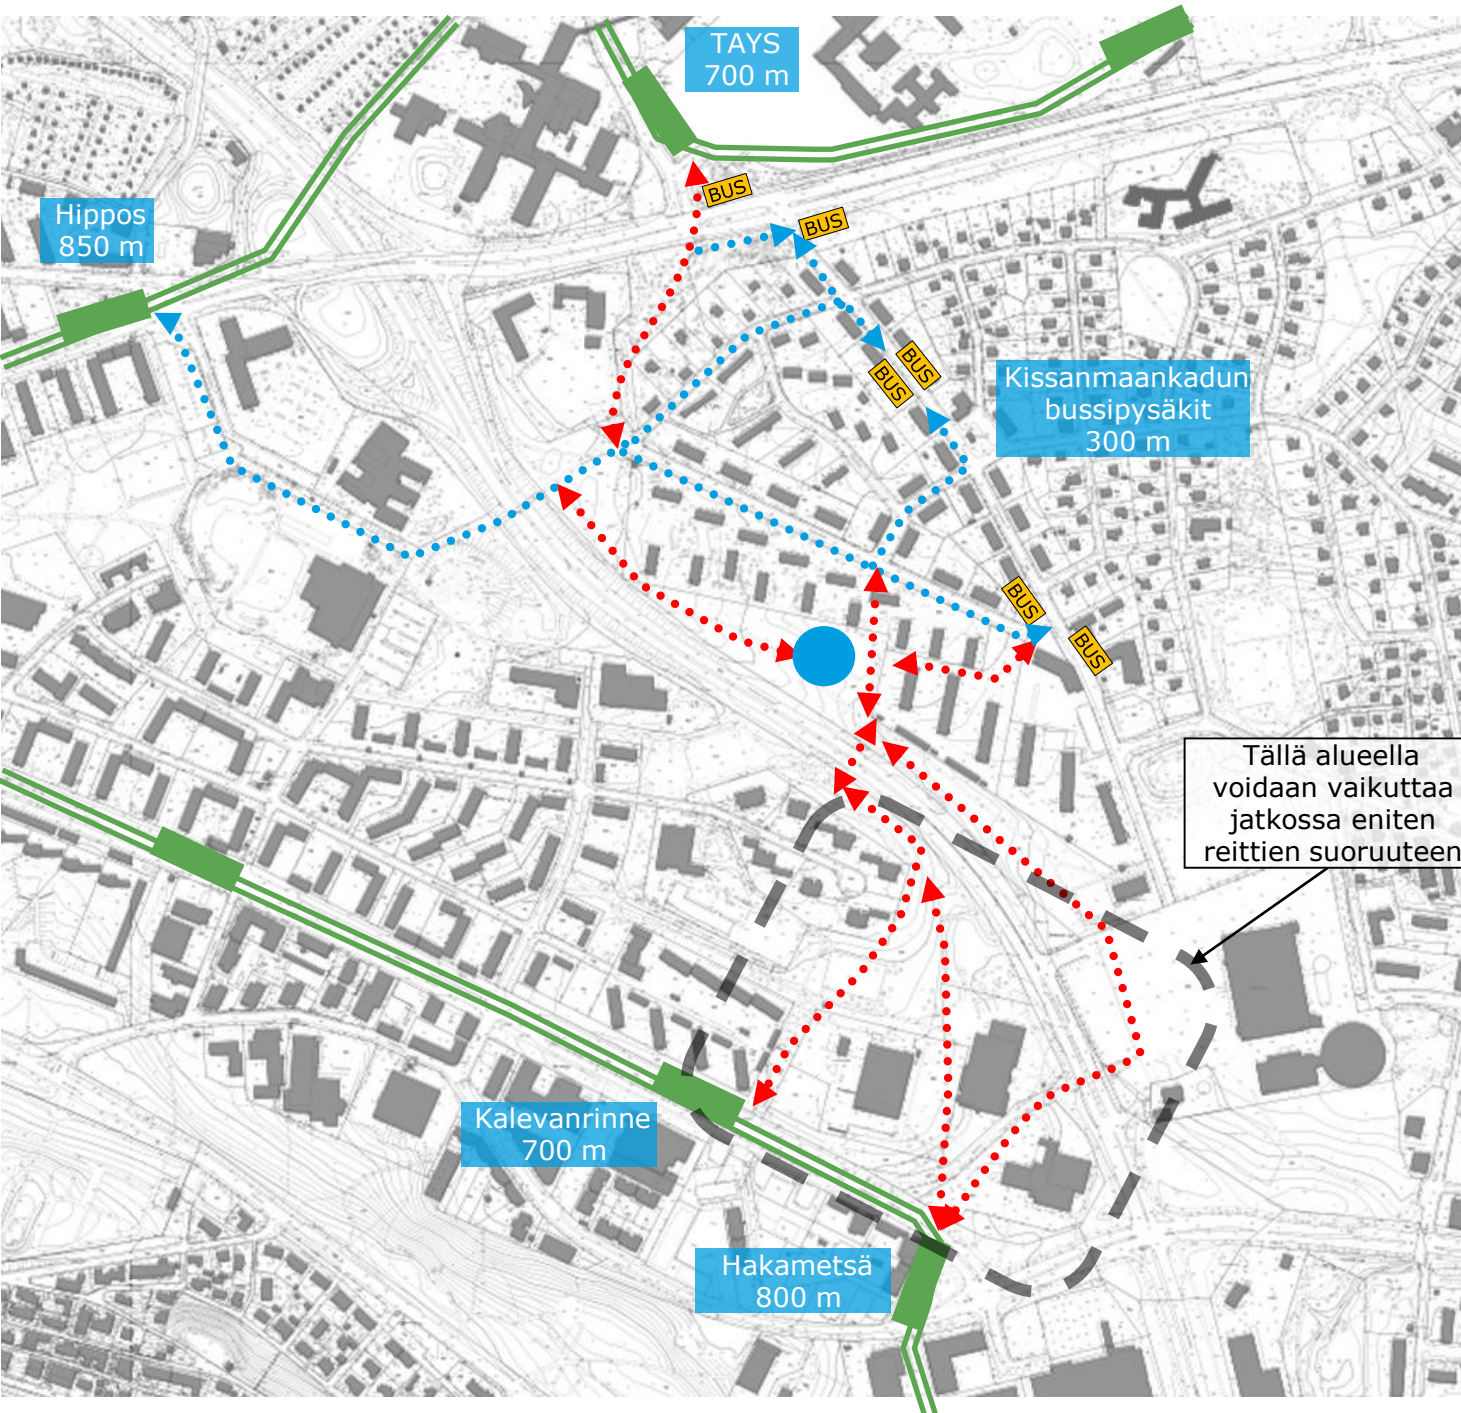 TAYS
700 m
BUS
BUS
Hippos
850 m
BUS
BUS
Kissanmaankadun
bussipysäkit
300 m
BUS
BUS
Tällä alueella
voidaan vaikuttaa
jatkossa eniten
reittien suoruuteen
Kalevanrinne
700 m
Hakametsä
800 m